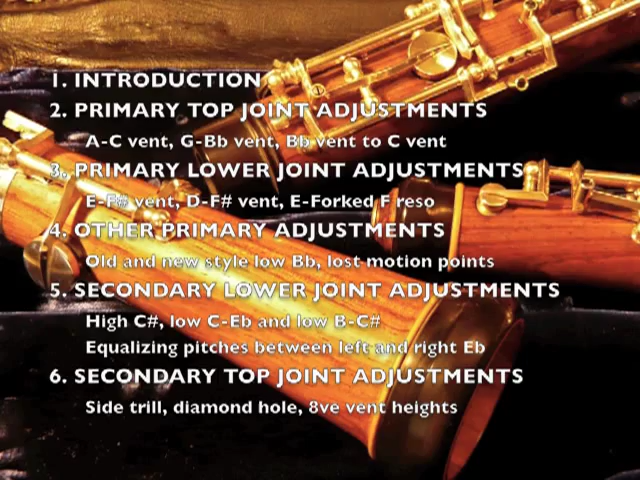 1. INTRODUCTION
2. PRIMARY TOP JOINT ADJUSTMENTS
A-C vent, G-Bb vent, Bb vent to C vent
3. PRIMARY LOWER JOINT ADJUSTMENTS
E-F# vent, D-F# vent, E-Forked F reso
4. OTHER PRIMARY ADJUSTMENTS
Old and new style low Bb, lost motion points
5. SECONDARY LOWER JOINT ADJUSTMENTS
High C#, low C-Eb and low B-C#
Equalizing pitches between left and right Eb
6. SECONDARY TOP JOINT ADJUSTMENTS
Side trill, diamond hole, 8ve vent heights